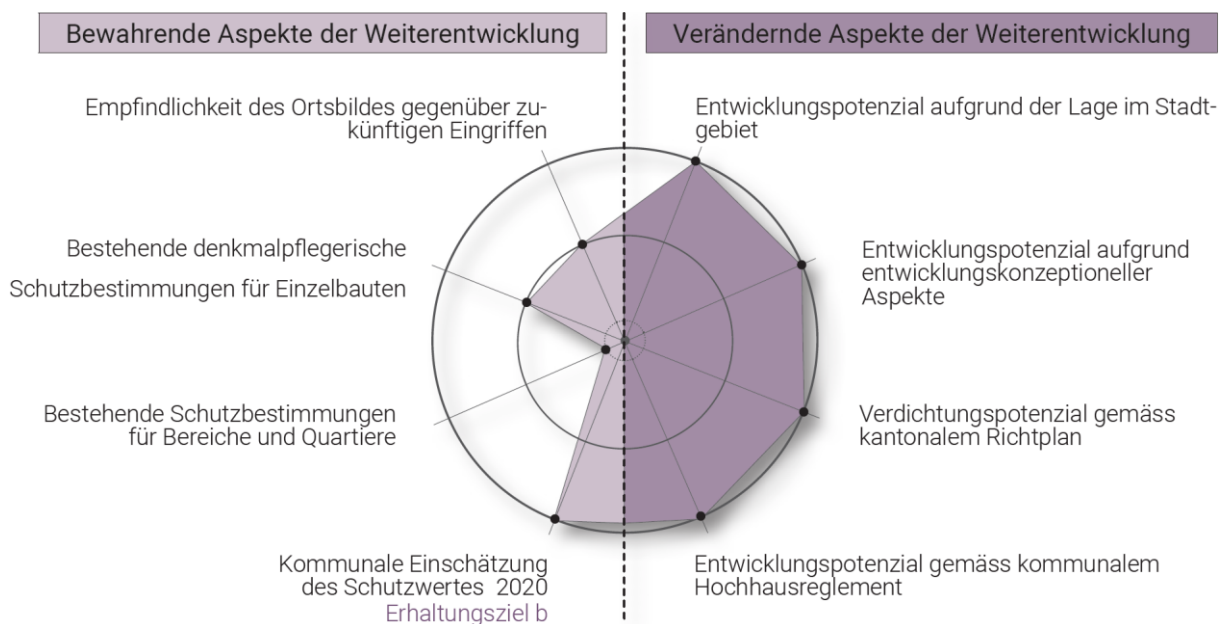 Bewahrende Aspekte der Weiterentwicklung
Verändernde Aspekte der Weiterentwicklung
Empfindlichkeit des Ortsbildes gegenüber zu-
künftigen Eingriffen
Entwicklungspotenzial aufgrund der Lage im Stadt-
gebiet
Bestehende denkmalpflegerische
Schutzbestimmungen für Einzelbauten
Entwicklungspotenzial aufgrund
entwicklungskonzeptioneller
Aspekte
Bestehende Schutzbestimmungen
für Bereiche und Quartiere
Verdichtungspotenzial gemäss
kantonalem Richtplan
Kommunale Einschätzung
des Schutzwertes 2020
Erhaltungsziel b
Entwicklungspotenzial gemäss kommunalem
Hochhausreglement